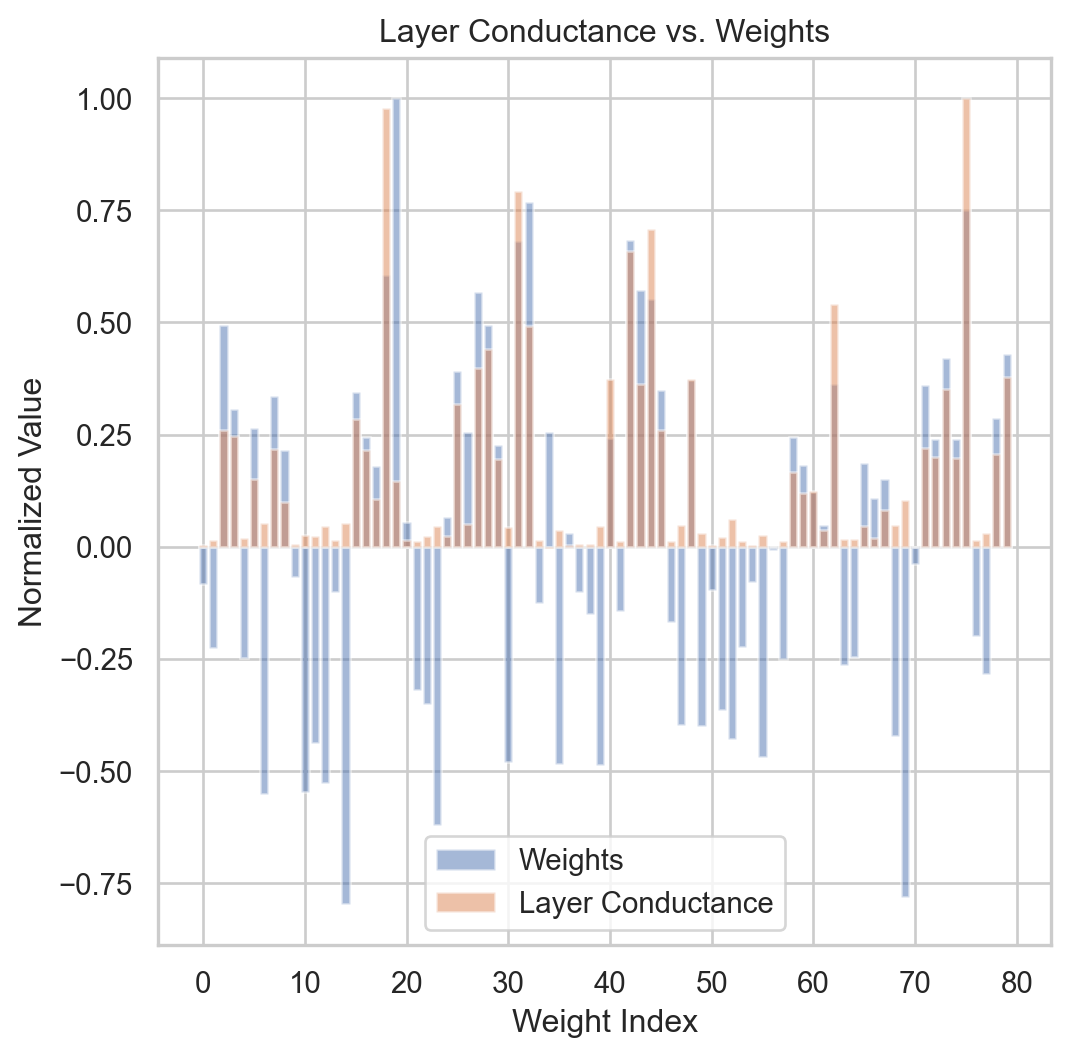 Layer Conductance vs. Weights
1.00
0.75
0.50
0.25
0.00
−0.25
−0.50
−0.75
Normalized Value
Weights
Layer Conductance
0 10 20 30 40 50 60 70 80
Weight Index